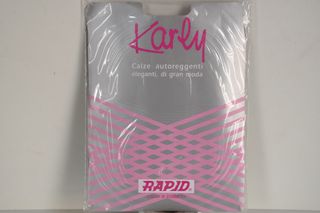 Karly
Calze autoreggenti
eleganti, di gran moda
RAPID